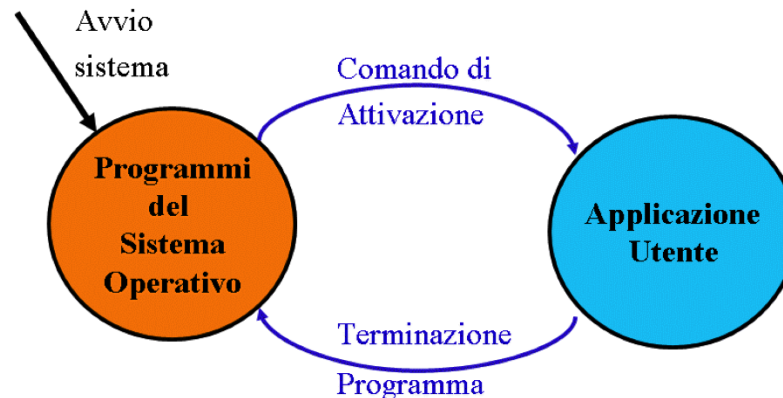 Avvio
sistema
Comando di
Attivazione
Programmi
del
Sistema
Operativo
Applicazione
Utente
Terminazione
Programma